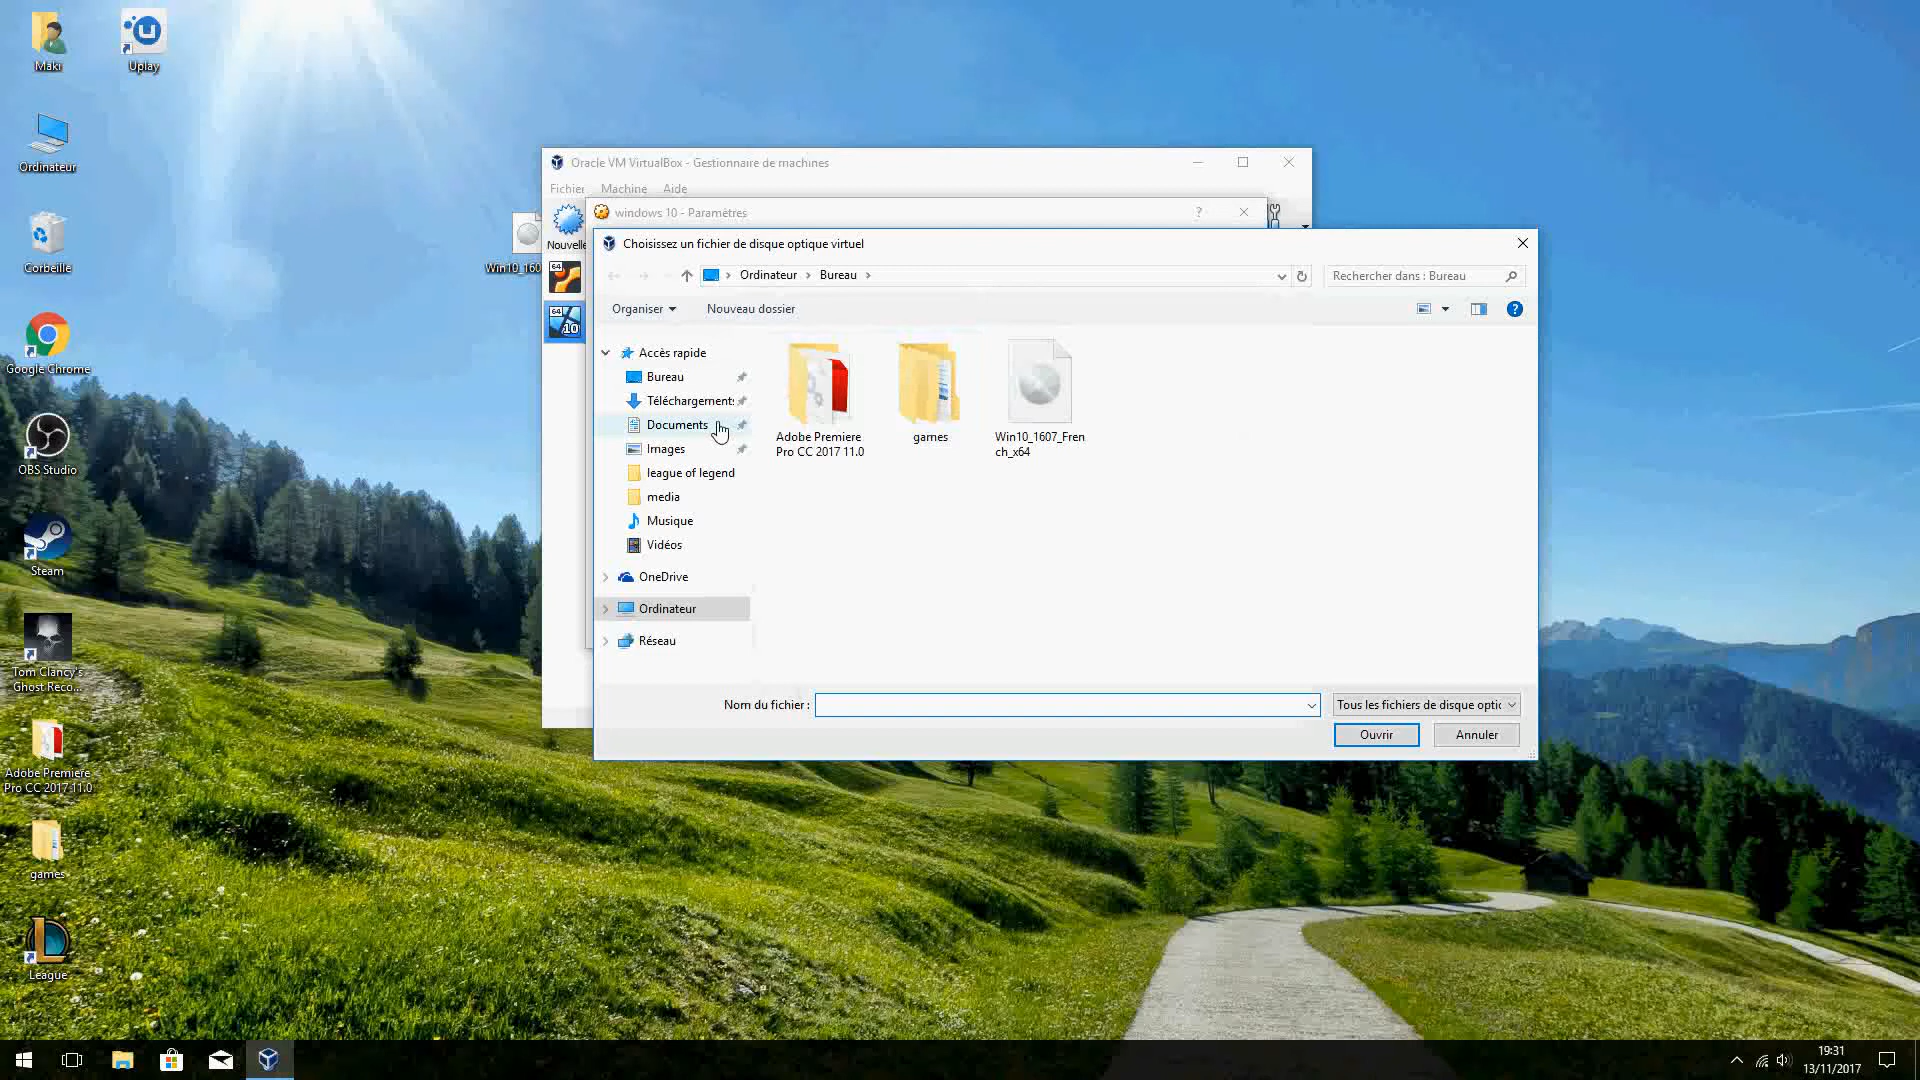 Maki
Uplay
Ordinateur
Corbeille
Google Chrome
OBS Studio
Steam
Tom Clancy's
Ghost Reco...
Adobe Premiere
Pro CC 2017 11.0
games
League
Win10_160
Oracle VM VirtualBox - Gestionnaire de machines
Fichier
Machine
Aide
Nouvelle
64
64
10
windows 10 - Paramètres
?
Choisissez un fichier de disque optique virtuel
Ordinateur
Bureau
Rechercher dans : Bureau
Organiser
Nouveau dossier
?
Accès rapide
Bureau
Téléchargements
Documents
Images
league of legend
media
Musique
Vidéos
OneDrive
Ordinateur
Réseau
Adobe Premiere
Pro CC 2017 11.0
games
Win10_1607_Fren
ch_x64
Nom du fichier :
Tous les fichiers de disque optic
Ouvrir
Annuler
19:31
13/11/2017